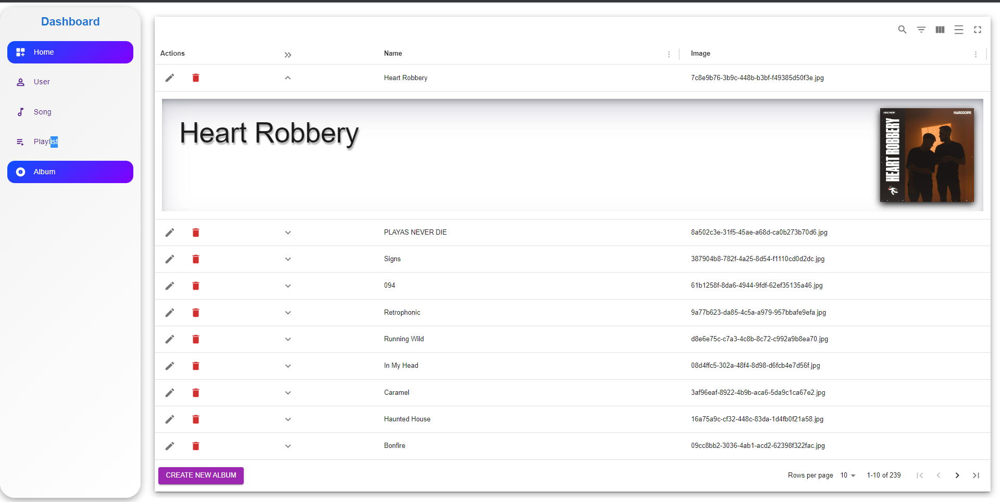 Dashboard
Home
User
Song
Playlist
Album
Actions Name Image
Heart Robbery 7c8e9b76-3b9c-448b-b3bf-f49385d50f3e.jpg
Heart Robbery
ARCADE HARDGOPE
HEART ROBBERY
PLAYAS NEVER DIE 8a502c3e-31f5-45ae-a68d-ca0b273b70d6.jpg
Signs 387904b8-782f-4a25-8d54-f1110cd0d2dc.jpg
094 61b1258f-8da6-4944-9fdf-62ef35135a46.jpg
Retrophonic 9a77b623-da85-4c5a-a979-957bbafe9efa.jpg
Running Wild d8e6e75c-c7a3-4c8b-8c72-c992a9b8ea70.jpg
In My Head 08d4ffc5-302a-48f4-8d98-d6fcb4e7d56f.jpg
Caramel 3af96eaf-8922-4b9b-aca6-5da9c1ca67e2.jpg
Haunted House 16a75a9c-cf32-448c-83da-1d4fb0f21a58.jpg
Bonfire 09cc8bb2-3036-4ab1-acd2-62398f322fac.jpg
CREATE NEW ALBUM Rows per page 10 1-10 of 239